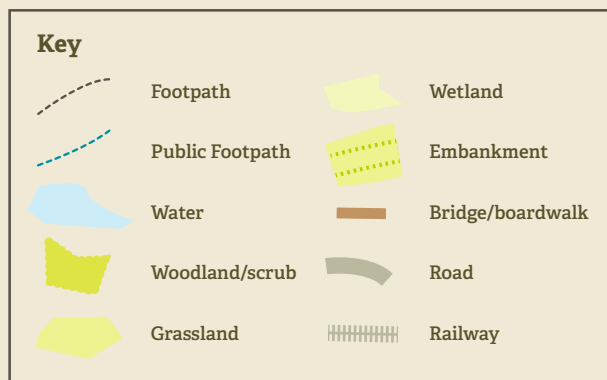 Key
Footpath
Public Footpath
Water
Woodland/scrub
Grassland
Wetland
Embankment
Bridge/boardwalk
Road
Railway